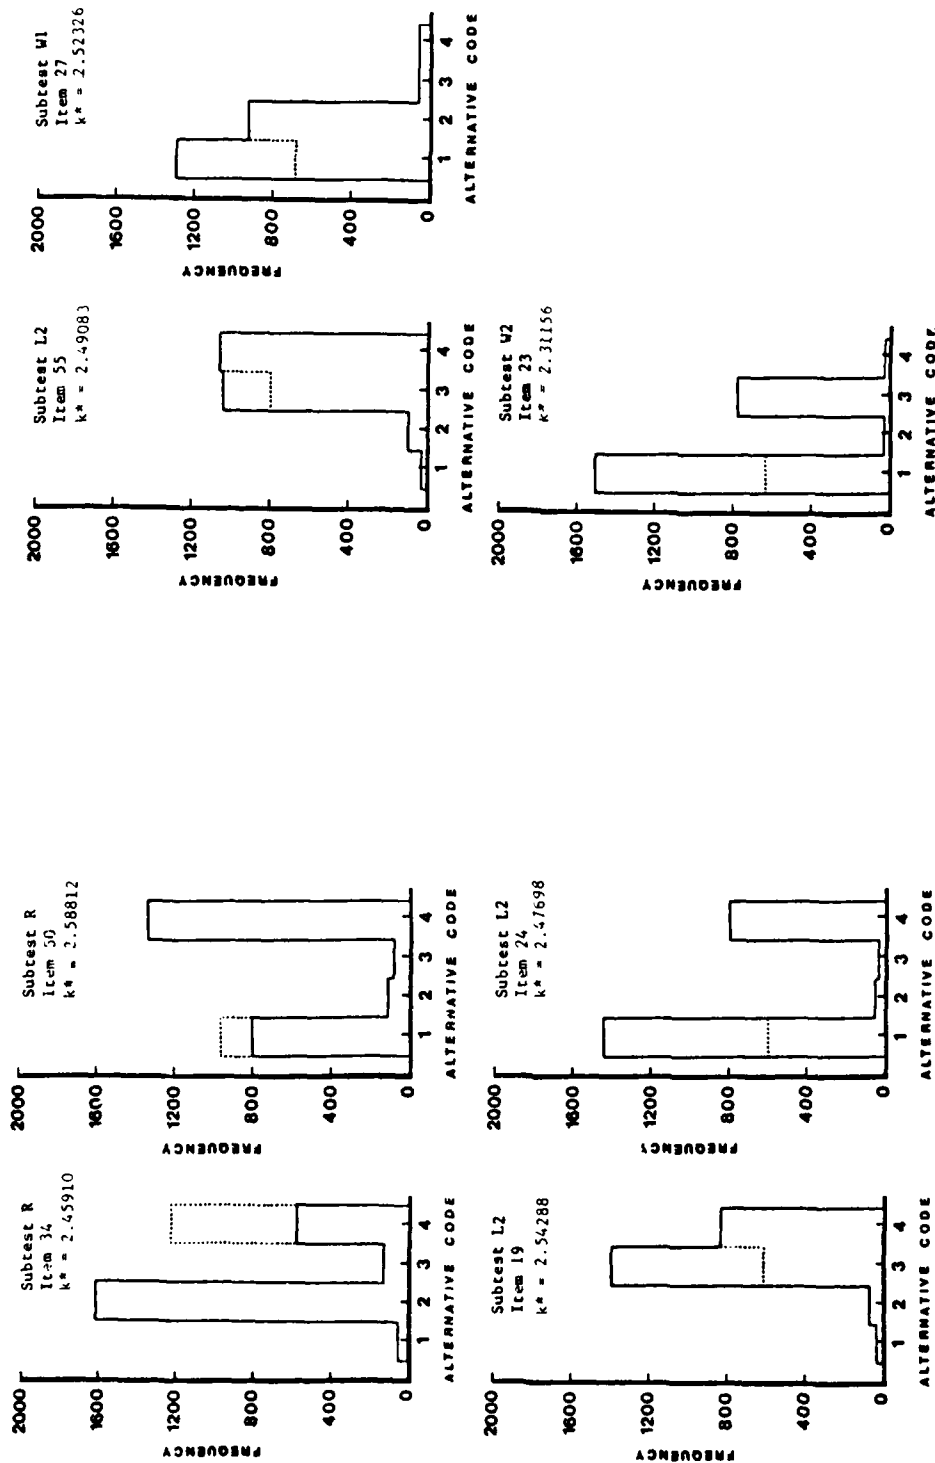 Subtest R
Item 34
k* = 2.45910
2000
1600
1200
800
400
0
FREQUENCY
1 2 3 4
ALTERNATIVE CODE
Subtest R
Item
k* = 2.58812
2000
1600
1200
800
400
0
FREQUENCY
1 2 3 4
ALTERNATIVE CODE
Subtest L2
Item 55
k* = 2.49083
2000
1600
1200
800
400
0
FREQUENCY
1 2 3 4
ALTERNATIVE CODE
Subtest W1
Item 27
k* = 2.52326
2000
1600
1200
800
400
0
FREQUENCY
1 2 3 4
ALTERNATIVE CODE
Subtest L2
Item 19
k* = 2.54288
2000
1600
1200
800
400
0
FREQUENCY
1 2 3 4
ALTERNATIVE CODE
Subtest L2
Item 24
k* = 2.47698
2000
1600
1200
800
400
0
FREQUENCY
1 2 3 4
ALTERNATIVE CODE
Subtest W2
Item 23
k* = 2.31156
2000
1600
1200
800
400
0
FREQUENCY
1 2 3 4
ALTERNATIVE CODE